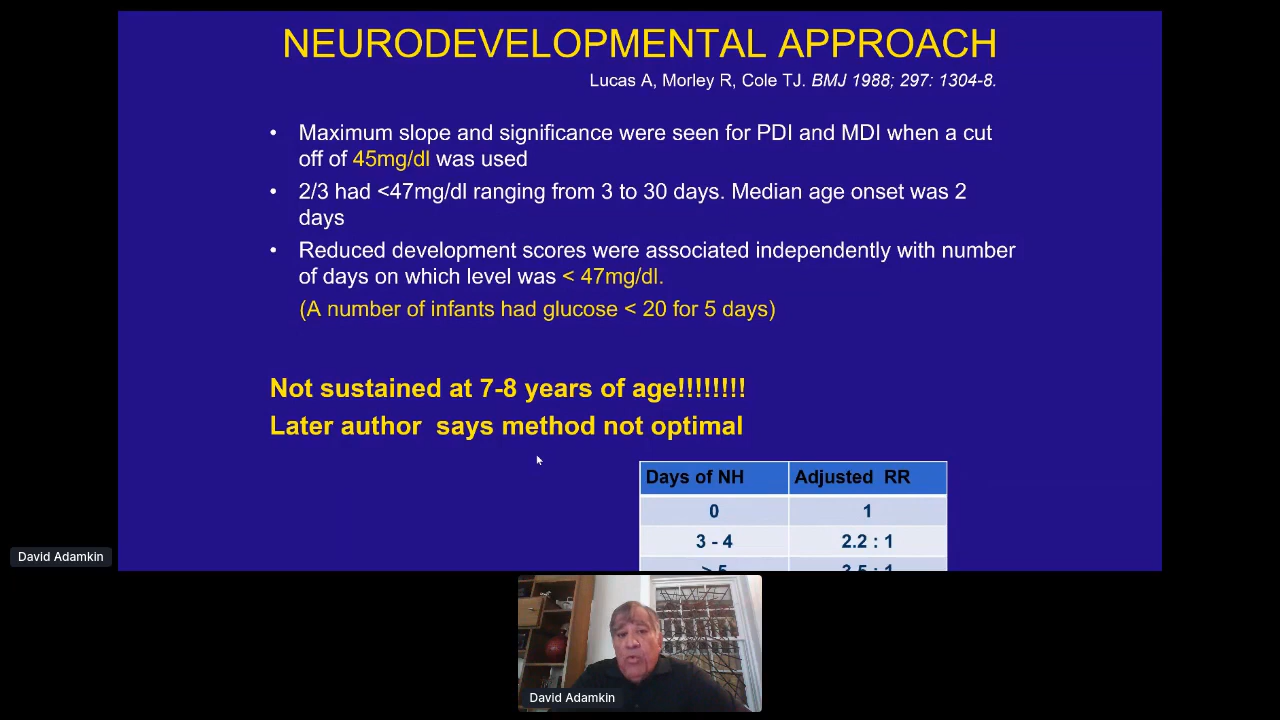 NEURODEVELOPMENTAL APPROACH
Lucas A, Morley R, Cole TJ. BMJ 1988; 297: 1304-8.
• Maximum slope and significance were seen for PDI and MDI when a cut
off of 45mg/dl was used
• 2/3 had <47mg/dl ranging from 3 to 30 days. Median age onset was 2
days
• Reduced development scores were associated independently with number
of days on which level was < 47mg/dl.
(A number of infants had glucose < 20 for 5 days)
Not sustained at 7-8 years of age!!!!!!!!
Later author says method not optimal
Days of NH Adjusted RR
0 1
3 - 4 2.2 : 1
> 5 3.5 : 1
David Adamkin
David Adamkin